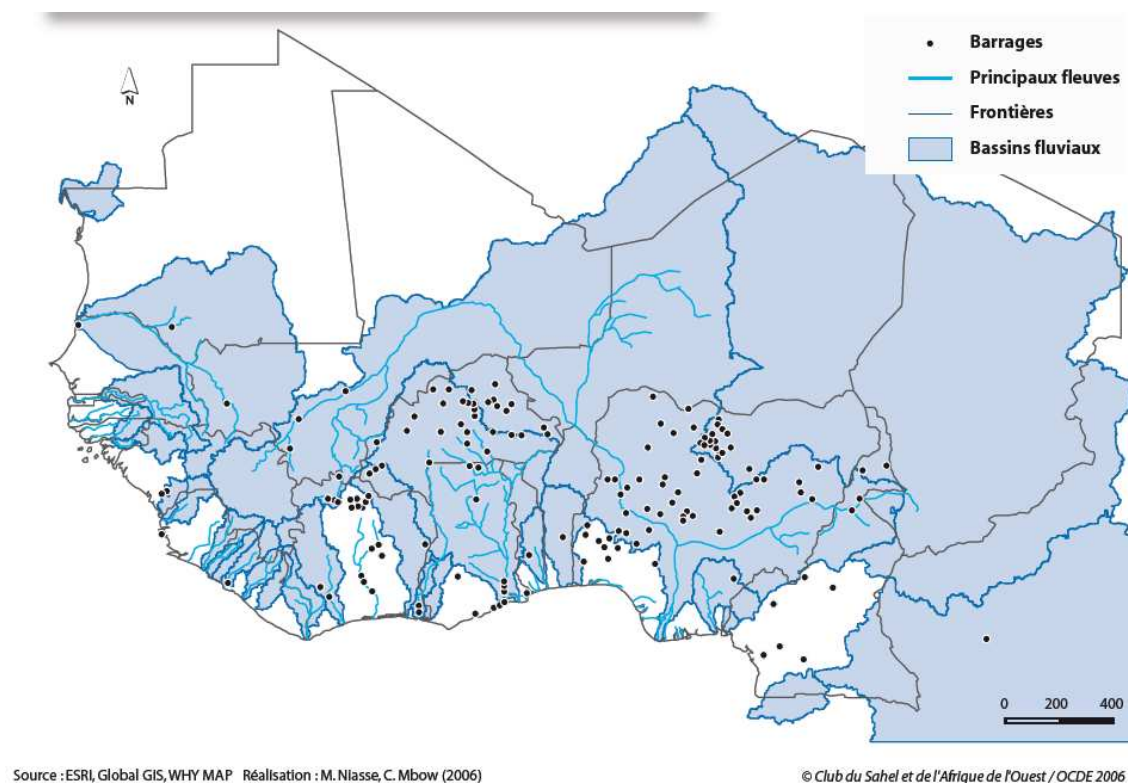 Barrages
Principaux fleuves
Frontières
Bassins fluviaux
N
0 200 400
Source : ESRI, Global GIS, WHY MAP Réalisation : M. Niasse, C. Mbow (2006)
© Club du Sahel et de l'Afrique de l'Ouest / OCDE 2006